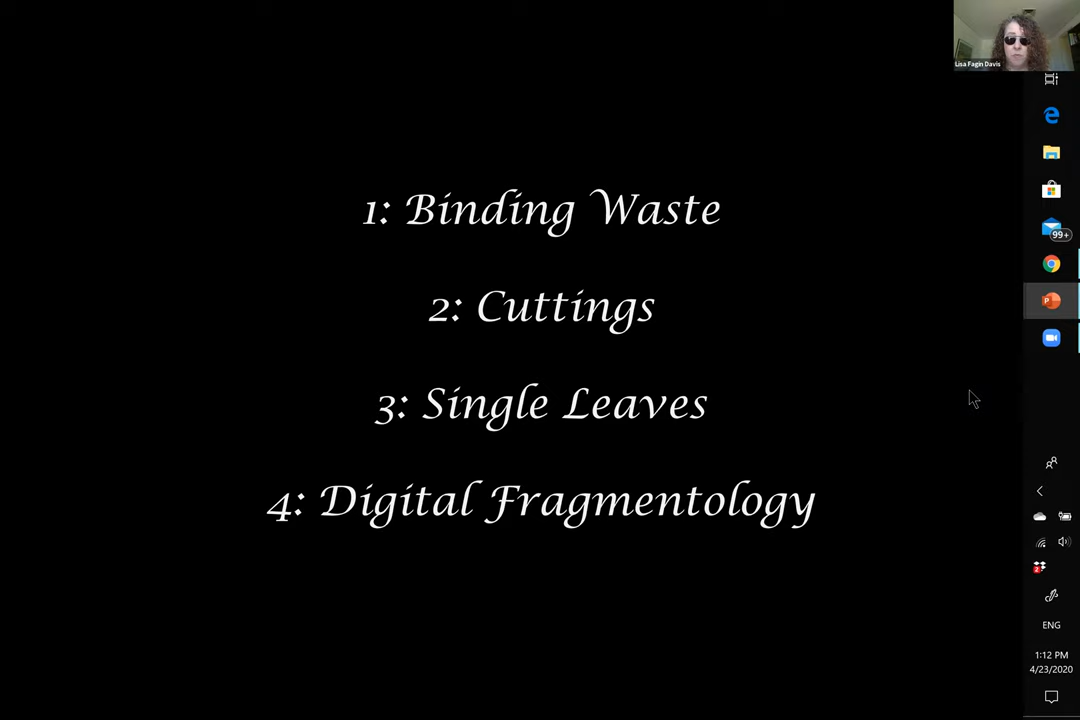 Lisa Fagin Davis
1: Binding Waste
2: Cuttings
3: Single Leaves
4: Digital Fragmentology
99+
P
2
ENG
1:12 PM
4/23/2020